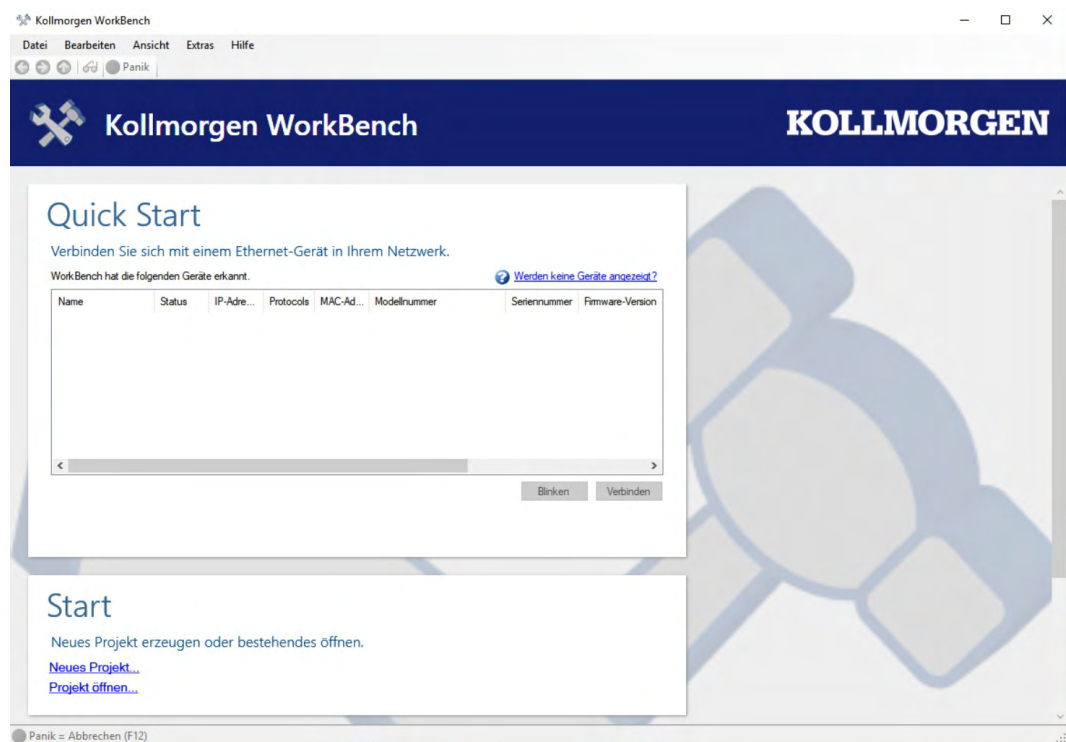 Kollmorgen WorkBench
Datei Bearbeiten Ansicht Extras Hilfe
Panik
Kollmorgen WorkBench
KOLLMORGEN
Quick Start
Verbinden Sie sich mit einem Ethernet-Gerät in Ihrem Netzwerk.
WorkBench hat die folgenden Geräte erkannt.
? Werden keine Geräte angezeigt?
Name Status IP-Adre... Protocols MAC-Ad... Modellnummer Seriennummer Firmware-Version
Blinken Verbinden
Start
Neues Projekt erzeugen oder bestehendes öffnen.
Neues Projekt...
Projekt öffnen...
Panik = Abbrechen (F12)